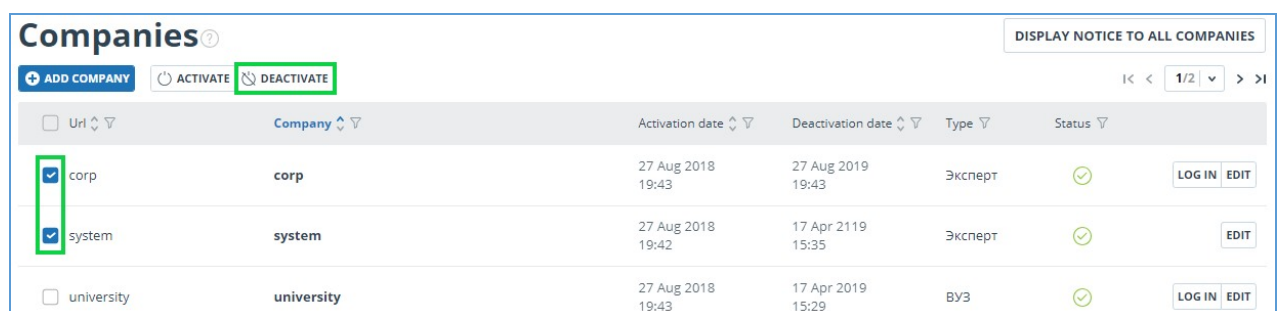 Companies ?
DISPLAY NOTICE TO ALL COMPANIES
ADD COMPANY ACTIVATE DEACTIVATE 1/2
Url Company Activation date Deactivation date Type Status
corp corp 27 Aug 2018 27 Aug 2019 Эксперт LOG IN EDIT
19:43 19:43
system system 27 Aug 2018 17 Apr 2119 Эксперт EDIT
19:42 15:35
university university 27 Aug 2018 17 Apr 2019 ВУЗ LOG IN EDIT
19:43 15:29